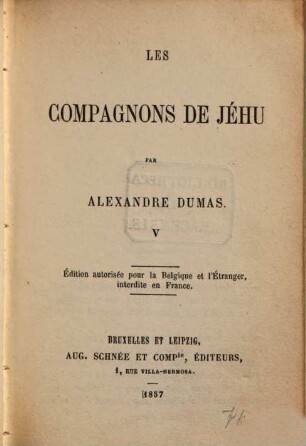 LES
COMPAGNONS DE JÉHU
PAR
ALEXANDRE DUMAS.
V
Édition autorisée pour la Belgique et l'Étranger,
interdite en France.
BRUXELLES ET LEIPZIG,
AUG. SCHNÉE ET COMPie, ÉDITEURS,
1, RUE VILLA-HERMOSA.
1857